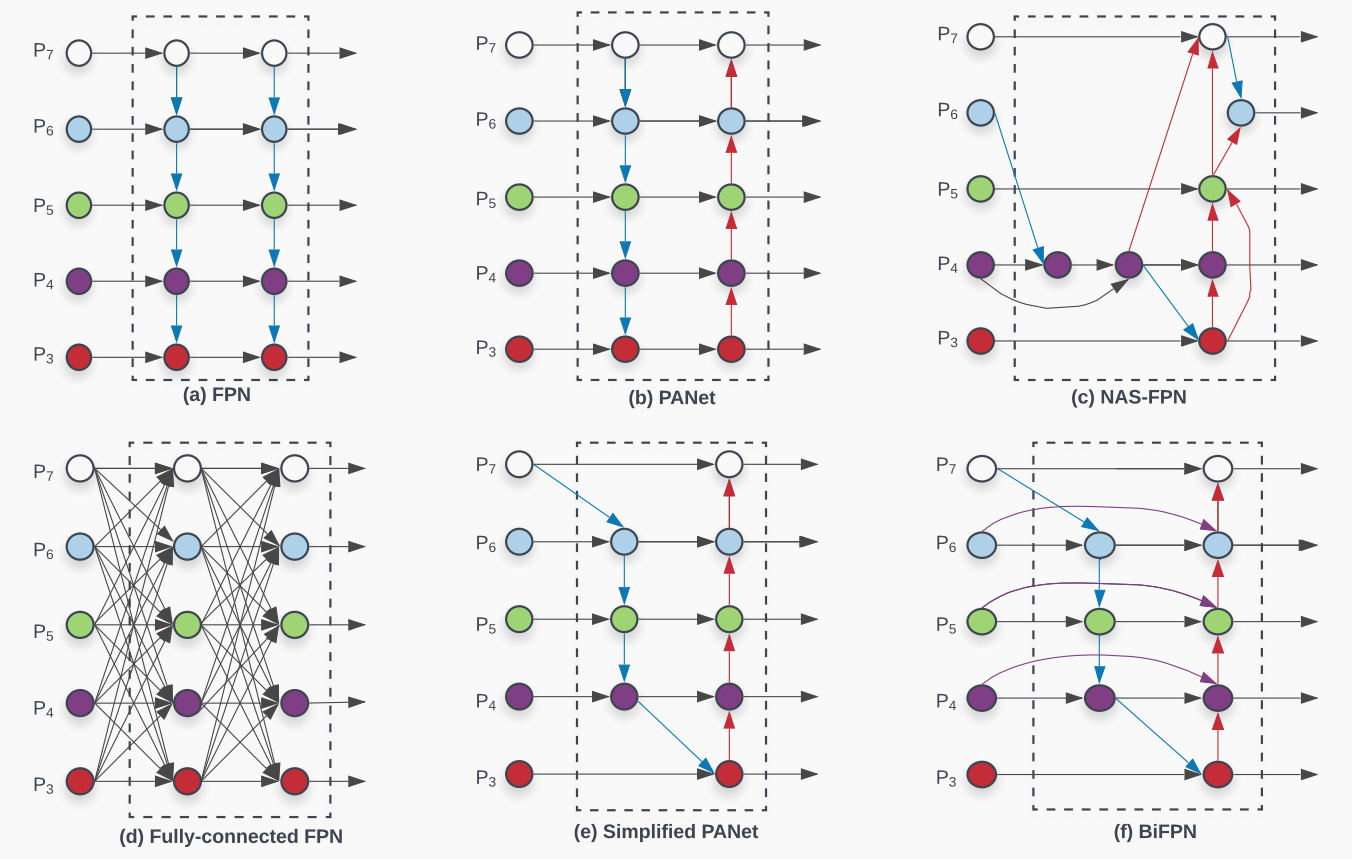 P7
P6
P5
P4
P3
(a) FPN
P7
P6
P5
P4
P3
(b) PANet
P7
P6
P5
P4
P3
(c) NAS-FPN
P7
P6
P5
P4
P3
(d) Fully-connected FPN
P7
P6
P5
P4
P3
(e) Simplified PANet
P7
P6
P5
P4
P3
(f) BiFPN